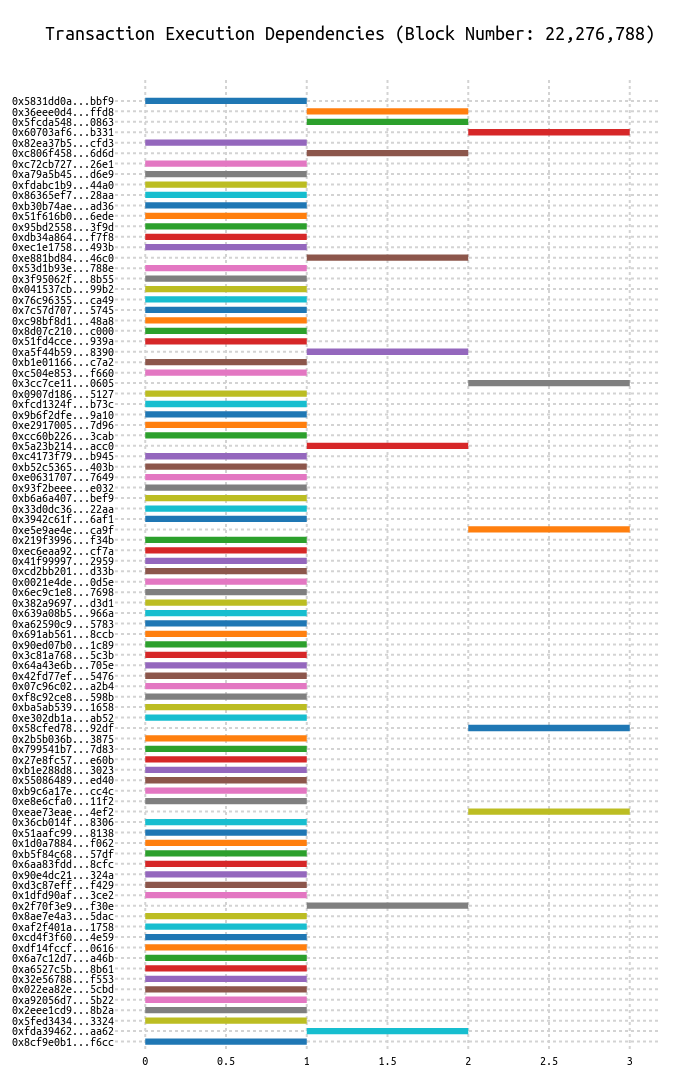 Transaction Execution Dependencies (Block Number: 22,276,788)
0x5831dd0a...bbf9
0x36eee0d4...ffd8
0x5fcda548...0863
0x60703af6...b331
0x82ea37b5...cfd3
0xc806f458...6d6d
0xc72cb727...26e1
0xa79a5b45...d6e9
0xfdabc1b9...44a0
0x86365ef7...28aa
0xb30b74ae...ad36
0x51f616b0...6ede
0x95bd2558...3f9d
0xdb34a864...f7f8
0xec1e1758...493b
0xe881bd84...46c0
0x53d1b93e...788e
0x3f95062f...8b55
0x041537cb...99b2
0x76c96355...ca49
0x7c57d707...5745
0xc98bf8d1...48a8
0x8d07c210...c000
0x51fd4cce...939a
0xa5f44b59...8390
0xb1e01166...c7a2
0xc504e853...f660
0x3cc7ce11...0605
0x0907d186...5127
0xfcd1324f...b73c
0x9b6f2dfe...9a10
0xe2917005...7d96
0xcc60b226...3cab
0x5a23b214...acc0
0xc4173f79...b945
0xb52c5365...403b
0xe0631707...7649
0x93f2beee...e032
0xb6a6a407...bef9
0x33d0dc36...22aa
0x3942c61f...6af1
0xe5e9ae4e...ca9f
0x219f3996...f34b
0xec6eaa92...cf7a
0x41f99997...2959
0xcd2bb201...d33b
0x0021e4de...0d5e
0x6ec9c1e8...7698
0x382a9697...d3d1
0x639a08b5...966a
0xa62590c9...5783
0x691ab561...8ccb
0x90ed07b0...1c89
0x3c81a768...5c3b
0x64a43e6b...705e
0x42fd77ef...5476
0x07c96c02...a2b4
0xf8c92ce8...598b
0xba5ab539...1658
0xe302db1a...ab52
0x58cfed78...92df
0x2b5b036b...3875
0x799541b7...7d83
0x27e8fc57...e60b
0xb1e288d8...3023
0x55086489...ed40
0xb9c6a17e...cc4c
0xe8e6cfa0...11f2
0xeae73eae...4ef2
0x36cb014f...8306
0x51aafc99...8138
0x1d0a7884...f062
0xb5f84c68...57df
0x6aa83fdd...8cfc
0x90e4dc21...324a
0xd3c87eff...f429
0x1dfd90af...3ce2
0x2f70f3e9...f30e
0x8ae7e4a3...5dac
0xaf2f401a...1758
0xcd4f3f60...4e59
0xdf14fccf...0616
0x6a7c12d7...a46b
0xa6527c5b...8b61
0x32e56788...f553
0x022ea82e...5cbd
0xa92056d7...5b22
0x2eee1cd9...8b2a
0x5fed3434...3324
0xfda39462...aa62
0x8cf9e0b1...f6cc
0 0.5 1 1.5 2 2.5 3